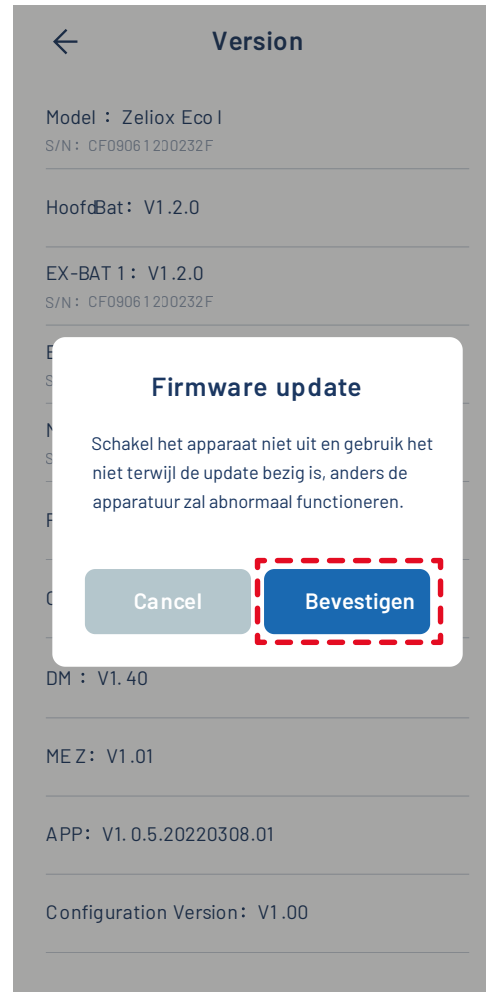 Version
Model： Zeliox Eco I
S/N： CF09061200232F
HoofdBat： V1.2.0
EX-BAT 1： V1.2.0
S/N： CF09061200232F
Firmware update
Schakel het apparaat niet uit en gebruik het
niet terwijl de update bezig is, anders de
apparatuur zal abnormaal functioneren.
Cancel
Bevestigen
DM： V1.40
MEZ： V1.01
APP： V1.0.5.20220308.01
Configuration Version： V1.00